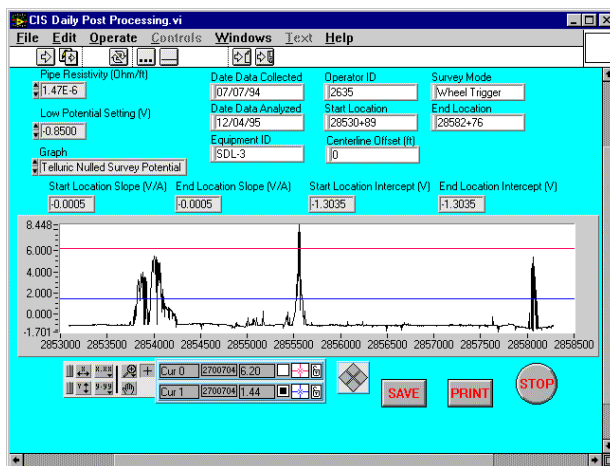 CIS Daily Post Processing.vi
File Edit Operate Controls Windows Text Help
Pipe Resistivity (Ohm/ft)
1.47E-6
Date Data Collected
07/07/94
Operator ID
2635
Survey Mode
Wheel Trigger
Low Potential Setting (V)
-0.8500
Date Data Analyzed
12/04/95
Start Location
28530+89
End Location
28582+76
Graph
Telluric Nulled Survey Potential
Equipment ID
SDL-3
Centerline Offset (ft)
0
Start Location Slope (V/A) End Location Slope (V/A) Start Location Intercept (V) End Location Intercept (V)
-0.0005 -0.0005 -1.3035 -1.3035
8.448
6.000
4.000
2.000
0.000
-1.701
2853000 2853500 2854000 2854500 2855000 2855500 2856000 2856500 2857000 2857500 2858000 2858500
X X.XX
Y Y.YY
Cur 0 2700704 6.20
Cur 1 2700704 1.44
SAVE PRINT STOP